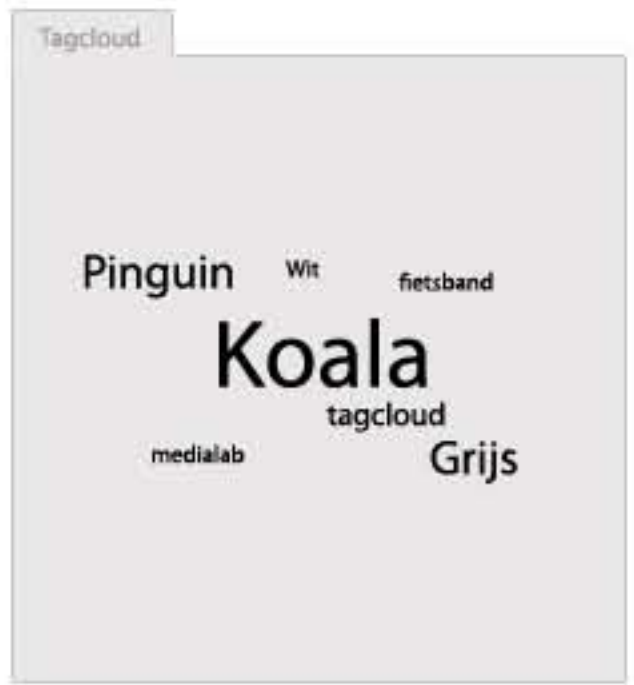 Tagcloud
Pinguin Wit fietsband
Koala
tagcloud
medialab Grijs